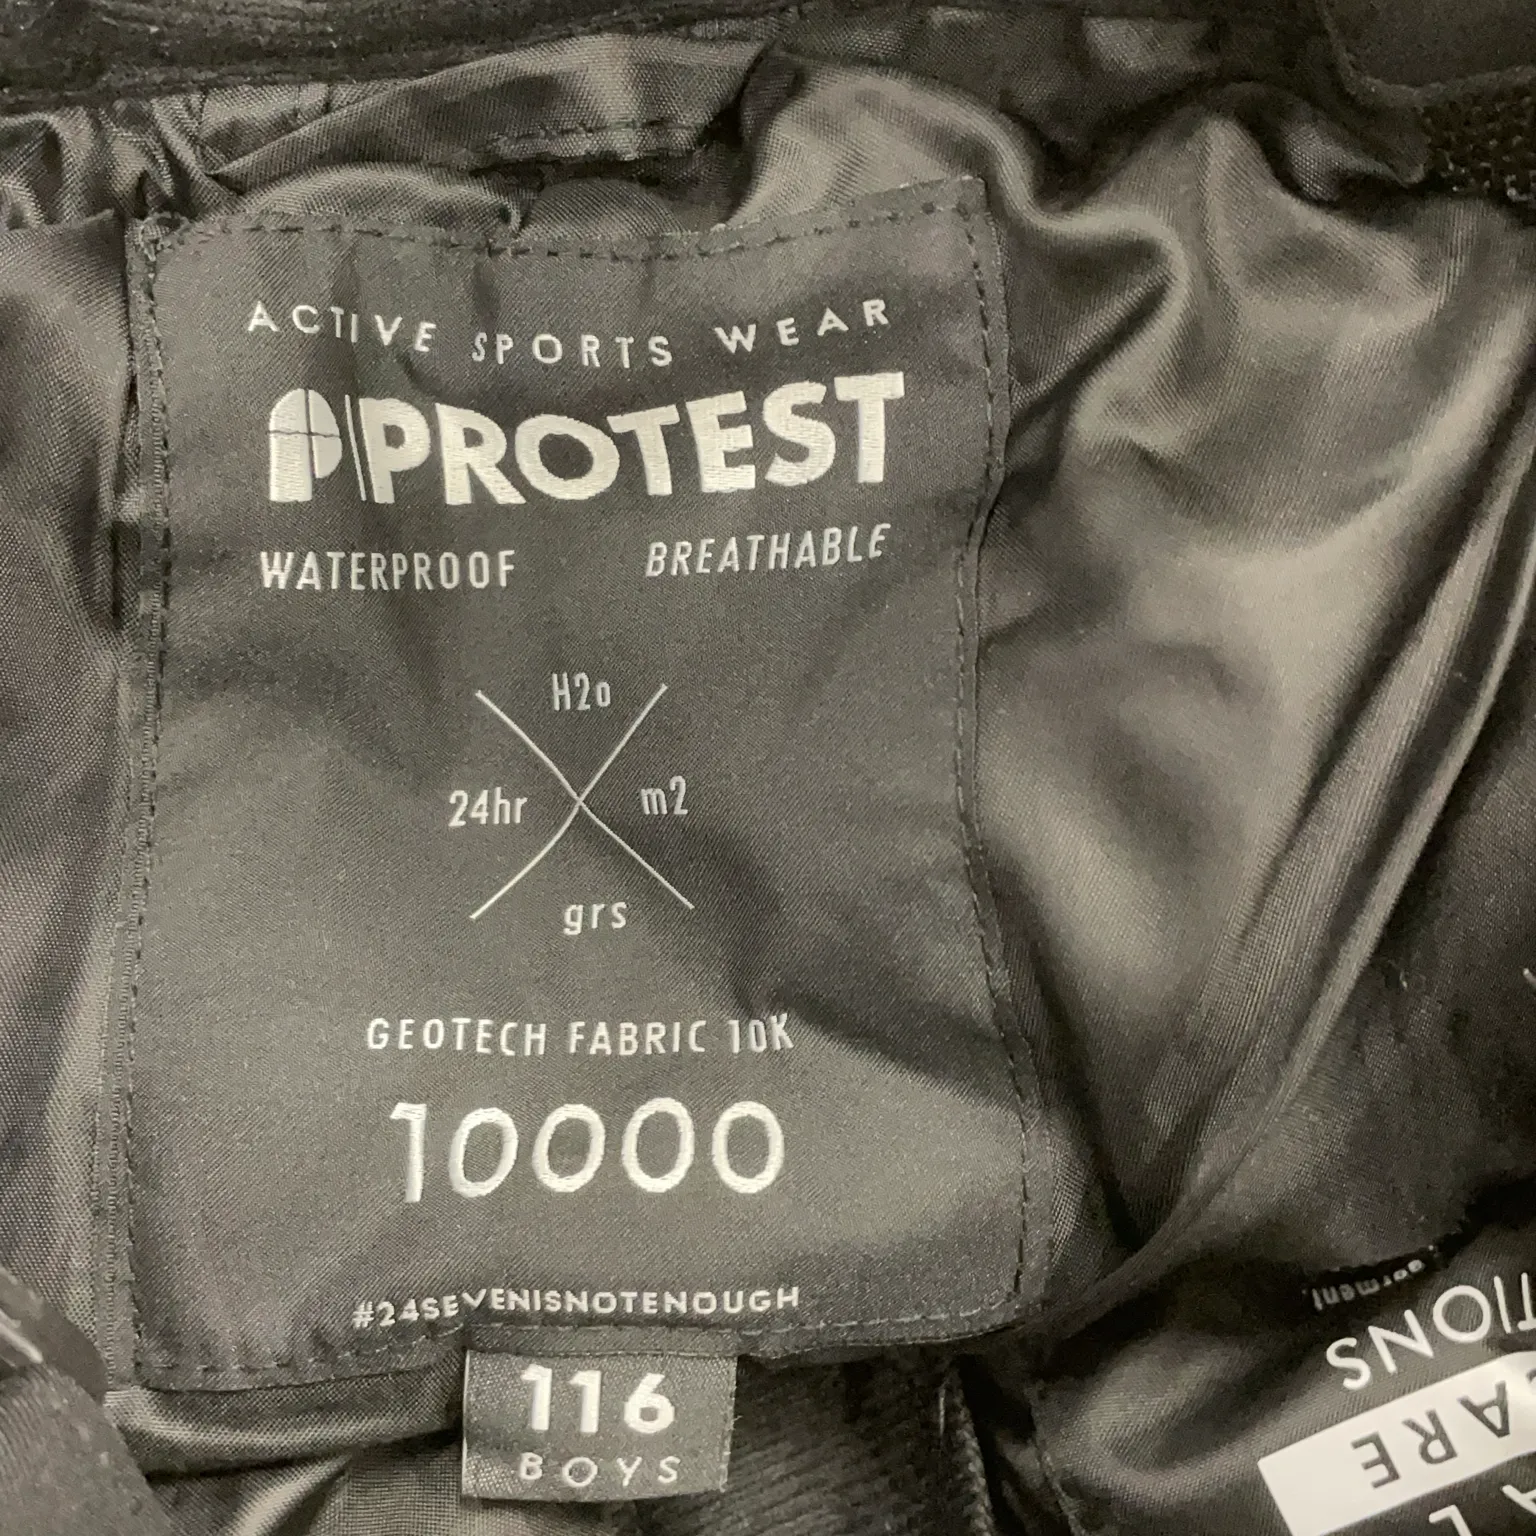 ACTIVE SPORTS WEAR
PROTEST
WATERPROOF BREATHABLE
H2o
24hr m2
grs
GEOTECH FABRIC 10K
10000
#24SEVENISNOTENOUGH
116
BOYS